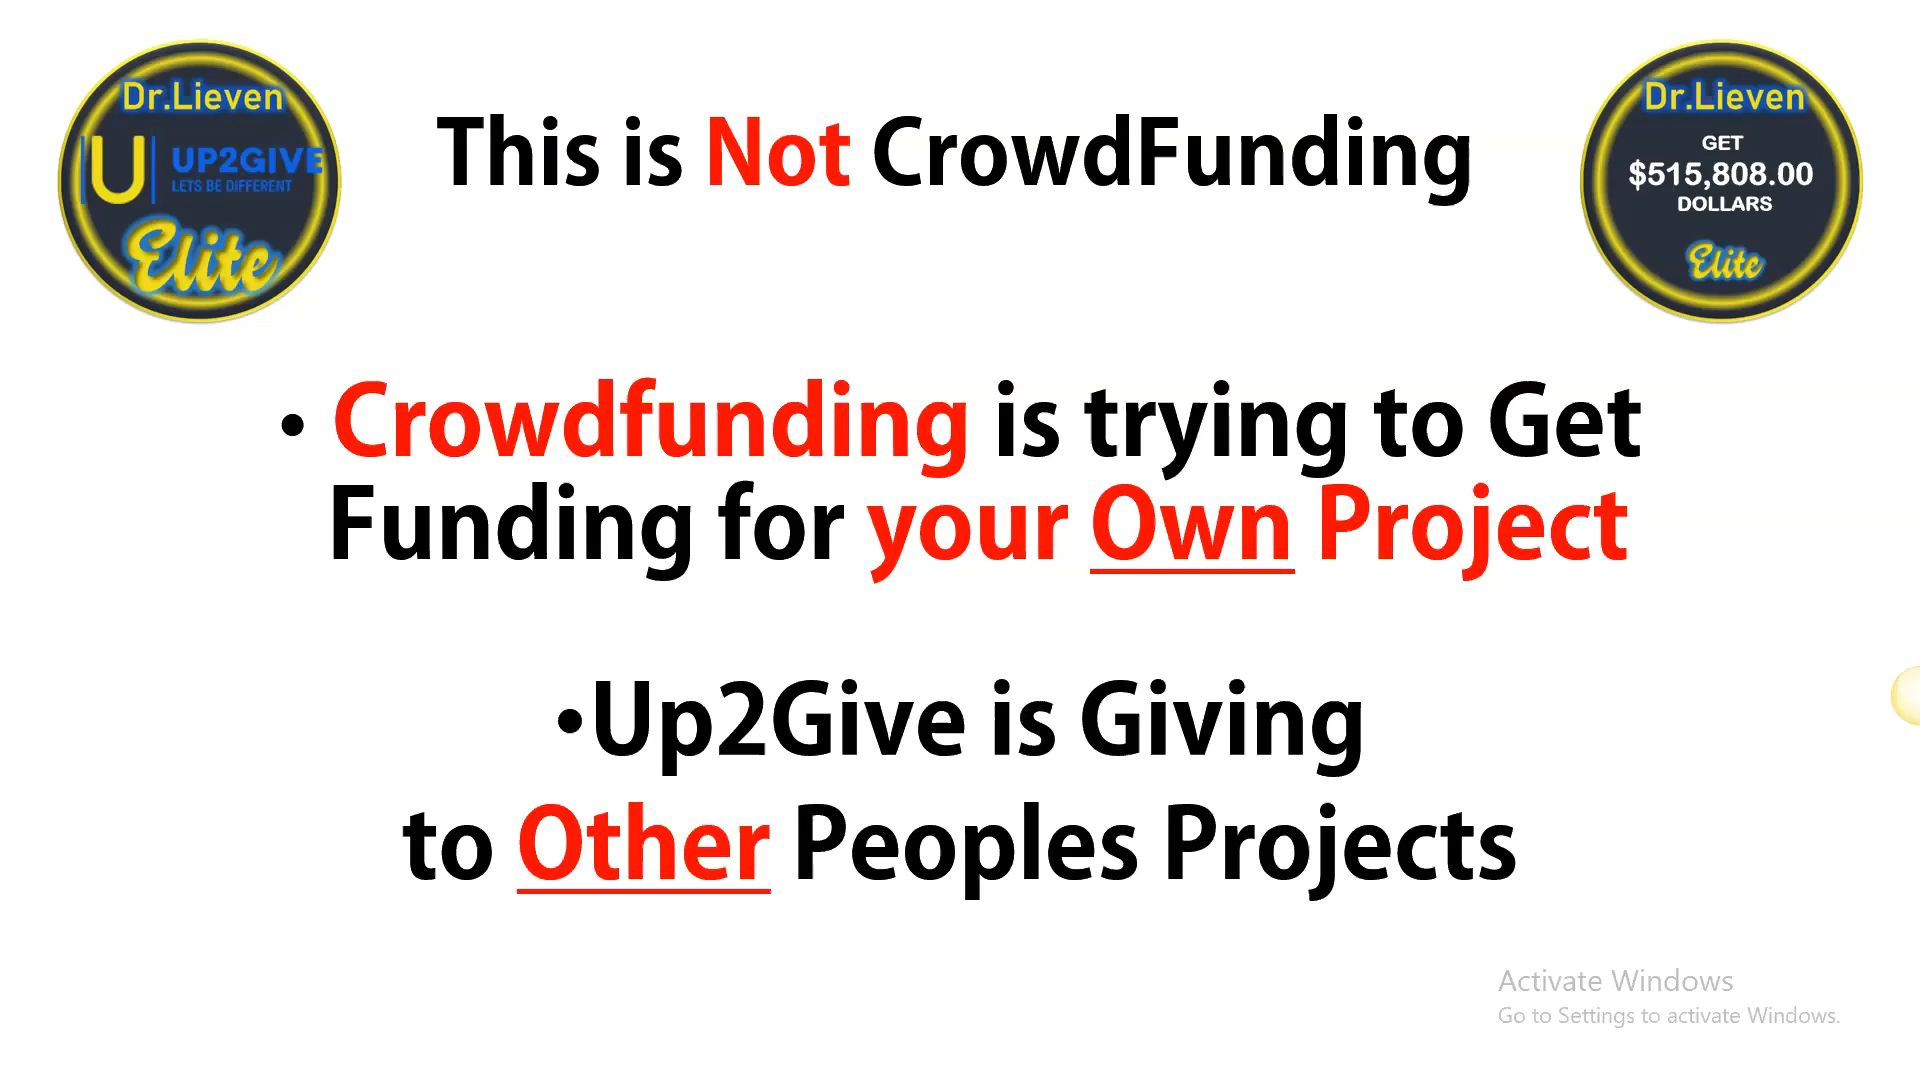 Dr.Lieven
U UP2GIVE
LETS BE DIFFERENT
Elite
This is Not CrowdFunding
Dr.Lieven
GET
$515,808.00
DOLLARS
Elite
• Crowdfunding is trying to Get
Funding for your Own Project
•Up2Give is Giving
to Other Peoples Projects
Activate Windows
Go to Settings to activate Windows.